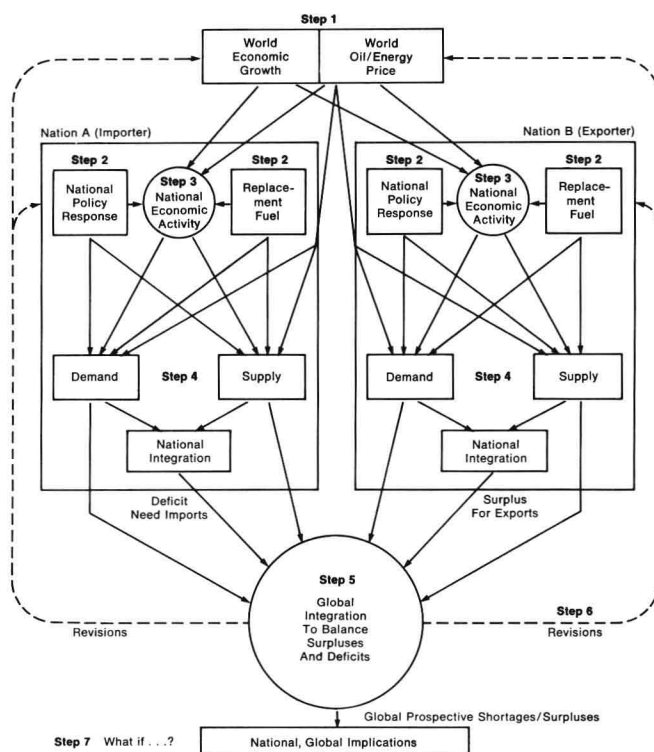 Step 1
World
Economic
Growth
World
Oil/Energy
Price
Nation A (Importer)
Step 2
National
Policy
Response
Step 3
National
Economic
Activity
Step 2
Replace-
ment
Fuel
Demand
Step 4
Supply
National
Integration
Deficit
Need Imports
Nation B (Exporter)
Step 2
National
Policy
Response
Step 3
National
Economic
Activity
Step 2
Replace-
ment
Fuel
Demand
Step 4
Supply
National
Integration
Surplus
For Exports
Step 5
Global
Integration
To Balance
Surpluses
And Deficits
Revisions
Step 6
Revisions
Global Prospective Shortages/Surpluses
Step 7 What if . . .?
National, Global Implications